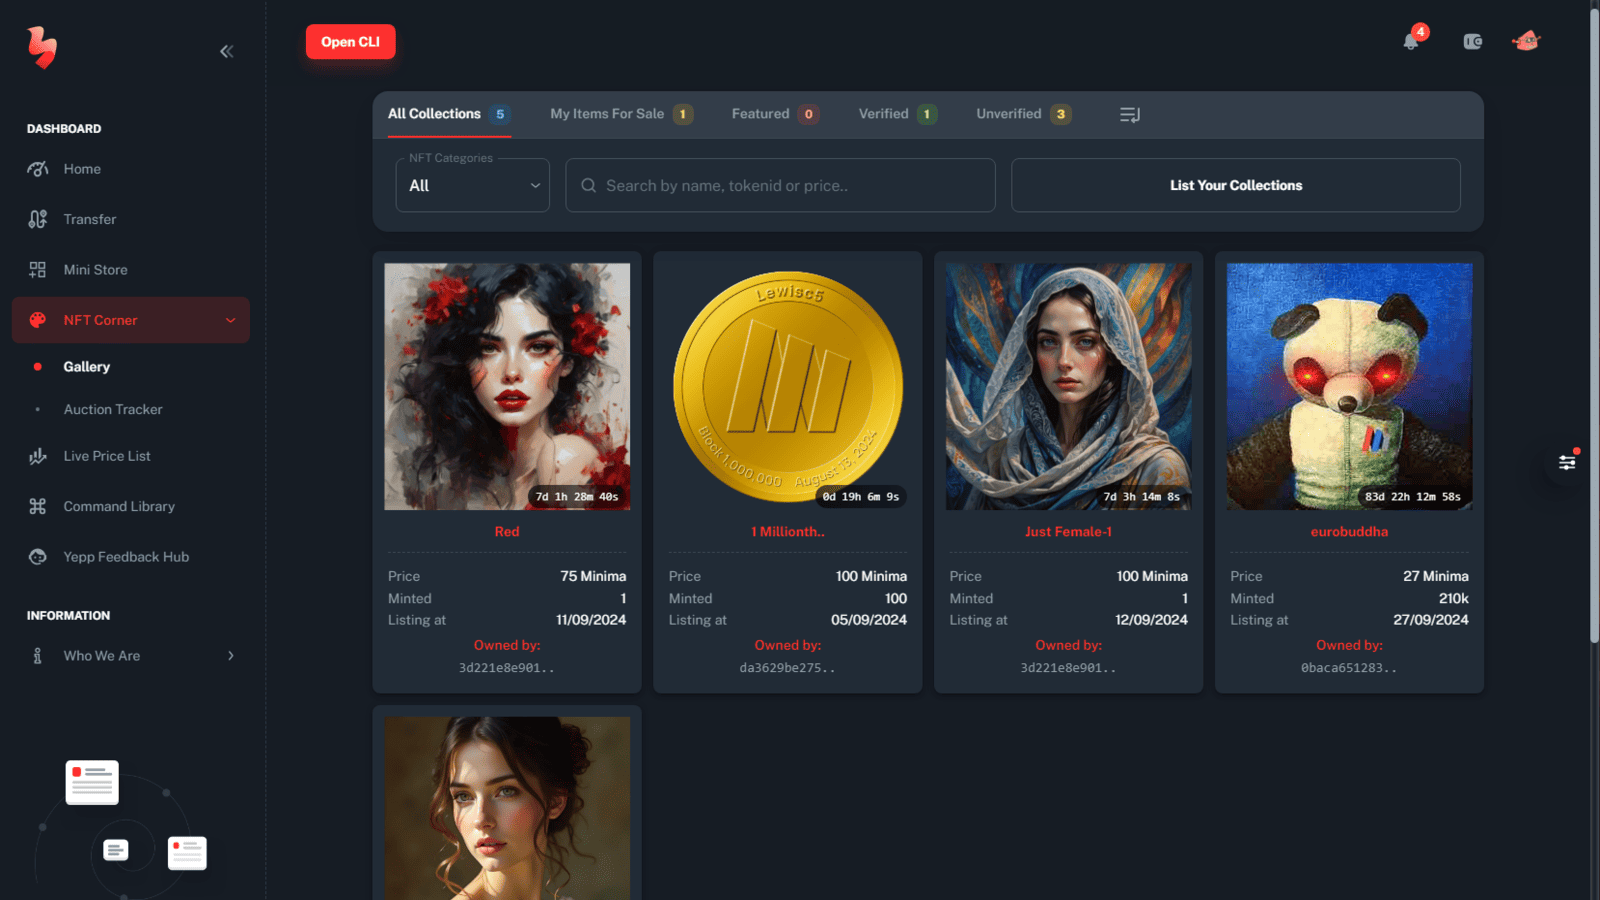 Open CLI
4
DASHBOARD
Home
Transfer
Mini Store
NFT Corner
Gallery
Auction Tracker
Live Price List
Command Library
Yepp Feedback Hub
INFORMATION
Who We Are
All Collections 5
My Items For Sale 1
Featured 0
Verified 1
Unverified 3
NFT Categories
All
Search by name, tokenid or price..
List Your Collections
7d 1h 28m 40s
Red
Price 75 Minima
Minted 1
Listing at 11/09/2024
Owned by:
3d221e8e901..
Lewisc5
Block 1,000,000 August 13, 2024
0d 19h 6m 9s
1 Millionth..
Price 100 Minima
Minted 100
Listing at 05/09/2024
Owned by:
da3629be275..
7d 3h 14m 8s
Just Female-1
Price 100 Minima
Minted 1
Listing at 12/09/2024
Owned by:
3d221e8e901..
83d 22h 12m 58s
eurobuddha
Price 27 Minima
Minted 210k
Listing at 27/09/2024
Owned by:
0baca651283..